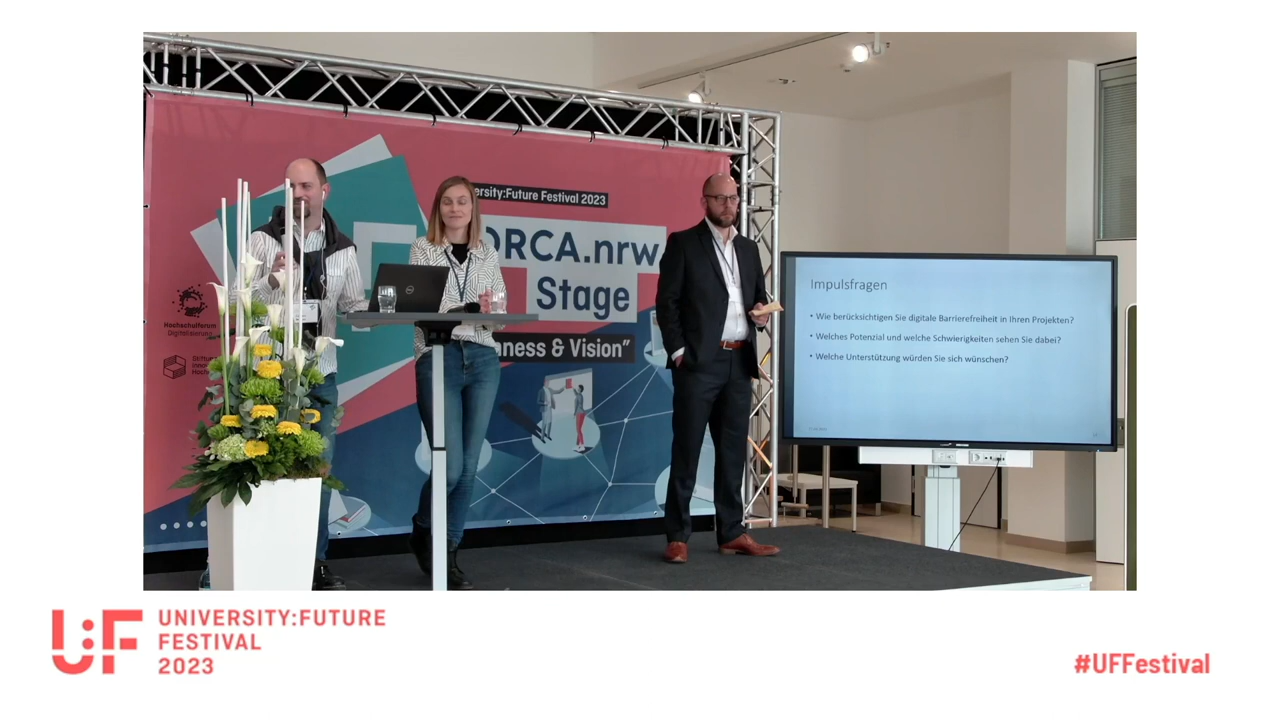 ersity:Future Festival 2023
ORCA.nrw
Stage
ness & Vision”
Hochschulforum
Digitalisierung
Impulsfragen
• Wie berücksichtigen Sie digitale Barrierefreiheit in Ihren Projekten?
• Welches Potenzial und welche Schwierigkeiten sehen Sie dabei?
• Welche Unterstützung würden Sie sich wünschen?
DELL
U:F
UNIVERSITY:FUTURE
FESTIVAL
2023
#UFFestival